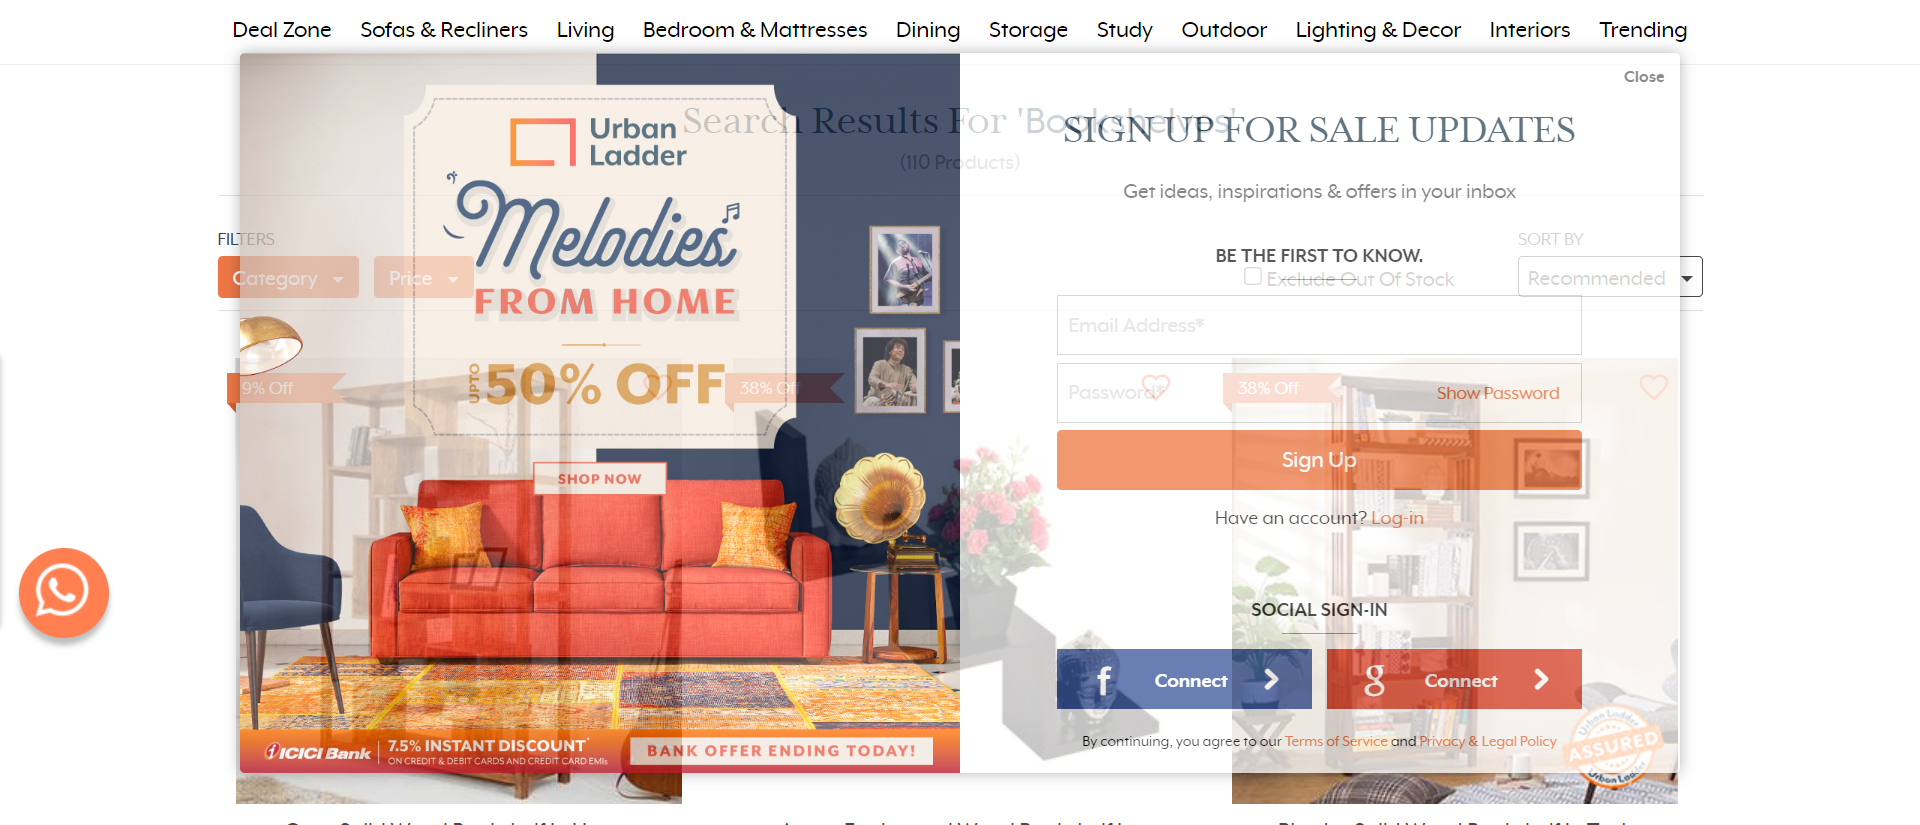 Deal Zone Sofas & Recliners Living Bedroom & Mattresses Dining Storage Study Outdoor Lighting & Decor Interiors Trending
Close
Search Results For 'Bookshelves'
(110 Products)
FILTERS
Category
Price
SORT BY
Recommended
Exclude Out Of Stock
Urban
Ladder
Melodies
FROM HOME
UPTO 50% OFF
SHOP NOW
9% Off
38% Off
38% Off
ICICI Bank
7.5% INSTANT DISCOUNT*
ON CREDIT & DEBIT CARDS AND CREDIT CARD EMIs
BANK OFFER ENDING TODAY!
SIGN UP FOR SALE UPDATES
Get ideas, inspirations & offers in your inbox
BE THE FIRST TO KNOW.
Email Address*
Password*
Show Password
Sign Up
Have an account? Log-in
SOCIAL SIGN-IN
f Connect
g Connect
By continuing, you agree to our Terms of Service and Privacy & Legal Policy
Urban Ladder
ASSURED
Urban Ladder